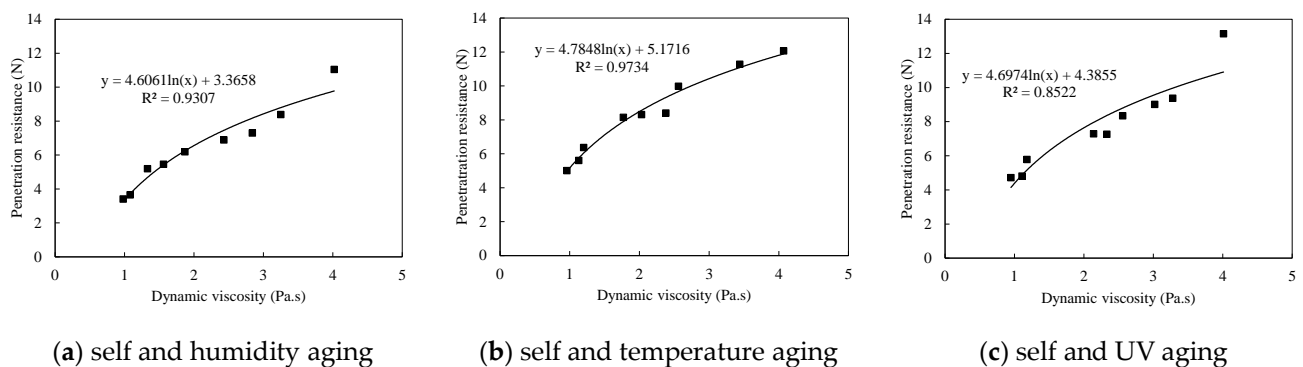 Penetration resistance (N)
14
12
10
8
6
4
2
0
y = 4.6061ln(x) + 3.3658
R² = 0.9307
0 1 2 3 4 5
Dynamic viscosity (Pa.s)
(a) self and humidity aging
Penetratration resistance (N)
14
12
10
8
6
4
2
0
y = 4.7848ln(x) + 5.1716
R² = 0.9734
0 1 2 3 4 5
Dynamic viscosity (Pa.s)
(b) self and temperature aging
Penetration resistance (N)
14
12
10
8
6
4
2
0
y = 4.6974ln(x) + 4.3855
R² = 0.8522
0 1 2 3 4 5
Dynamic viscosity (Pa.s)
(c) self and UV aging